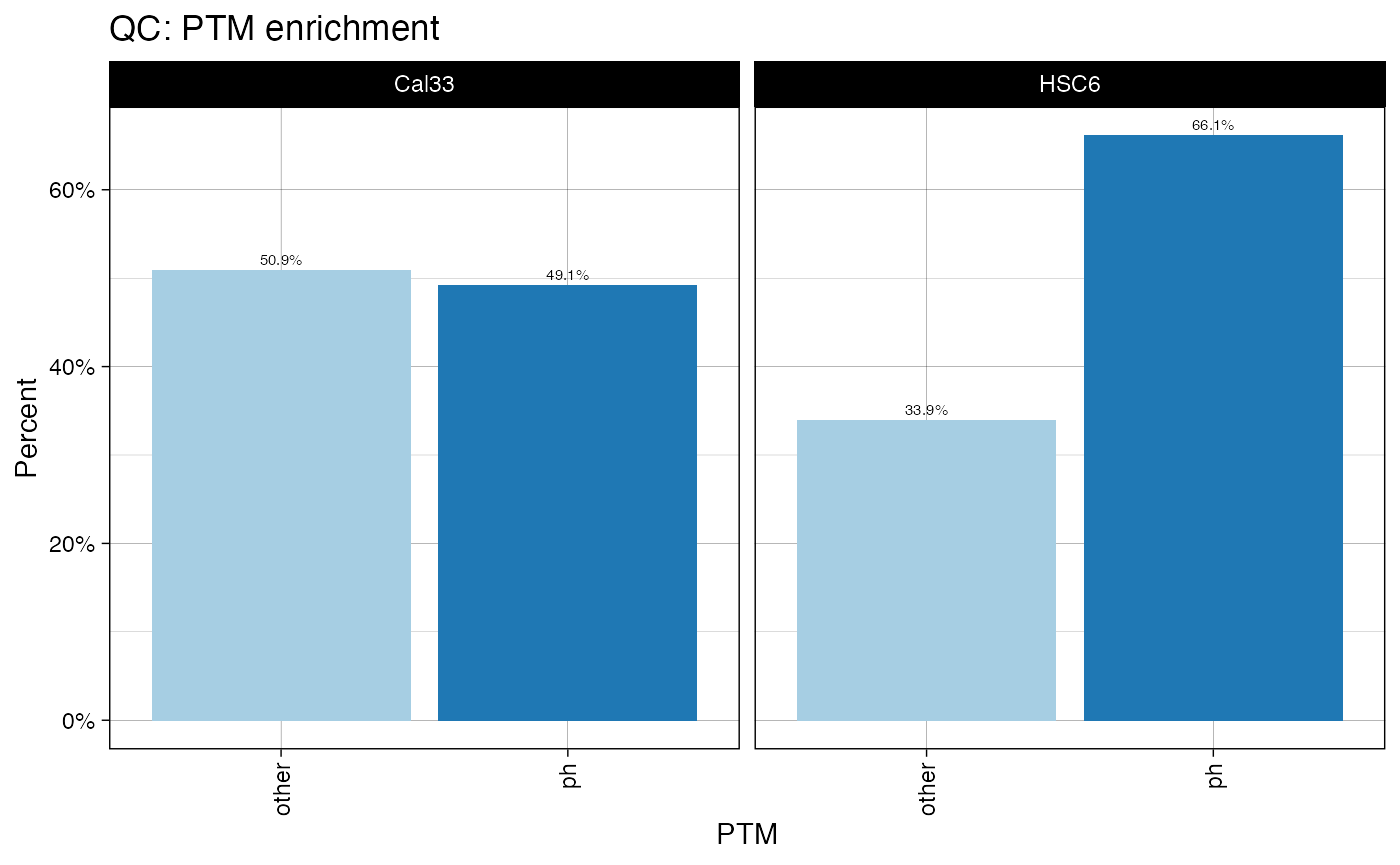 QC: PTM enrichment
Cal33
HSC6
66.1%
60%
50.9%
49.1%
40%
33.9%
20%
0%
Percent
other
ph
other
ph
PTM